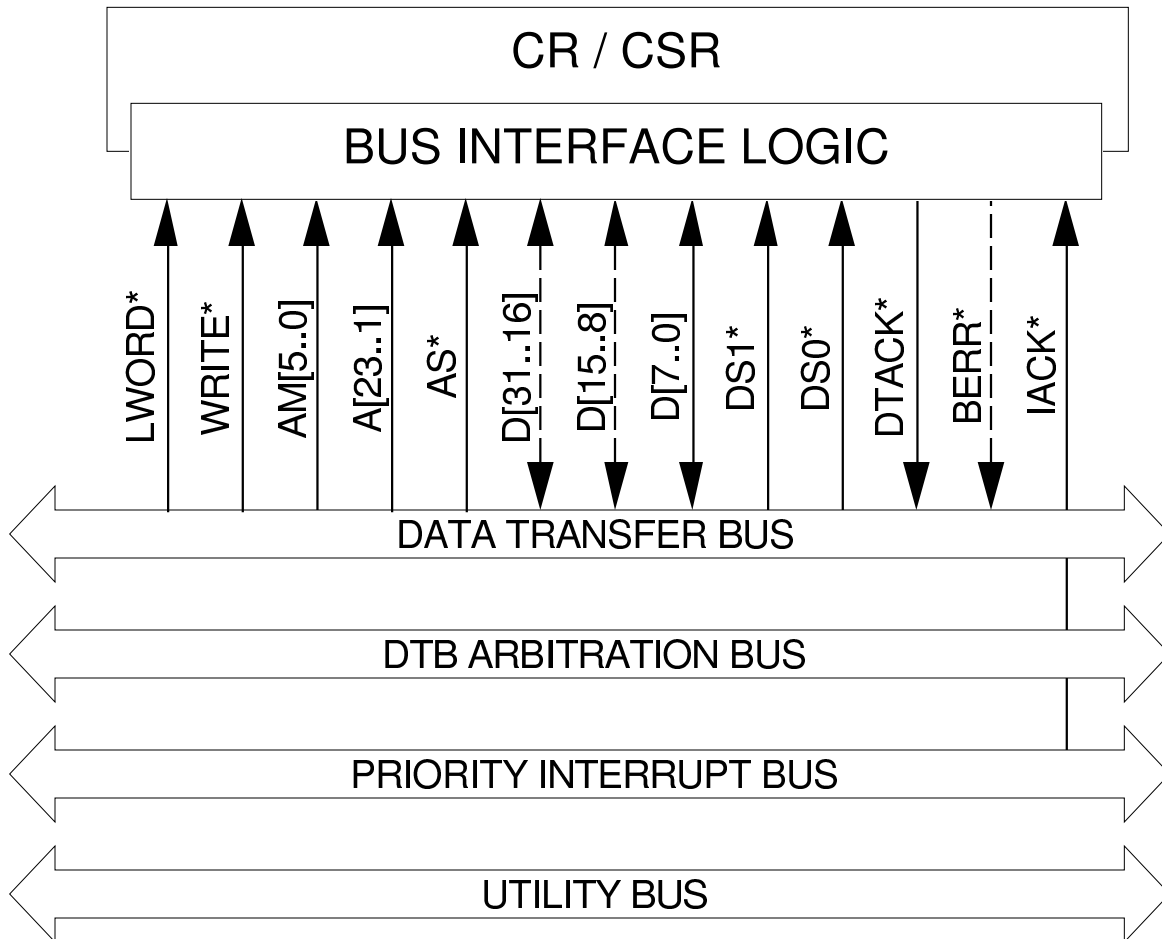 CR / CSR
BUS INTERFACE LOGIC
LWORD*
WRITE*
AM[5..0]
A[23..1]
AS*
D[31..16]
D[15..8]
D[7..0]
DS1*
DS0*
DTACK*
BERR*
IACK*
DATA TRANSFER BUS
DTB ARBITRATION BUS
PRIORITY INTERRUPT BUS
UTILITY BUS